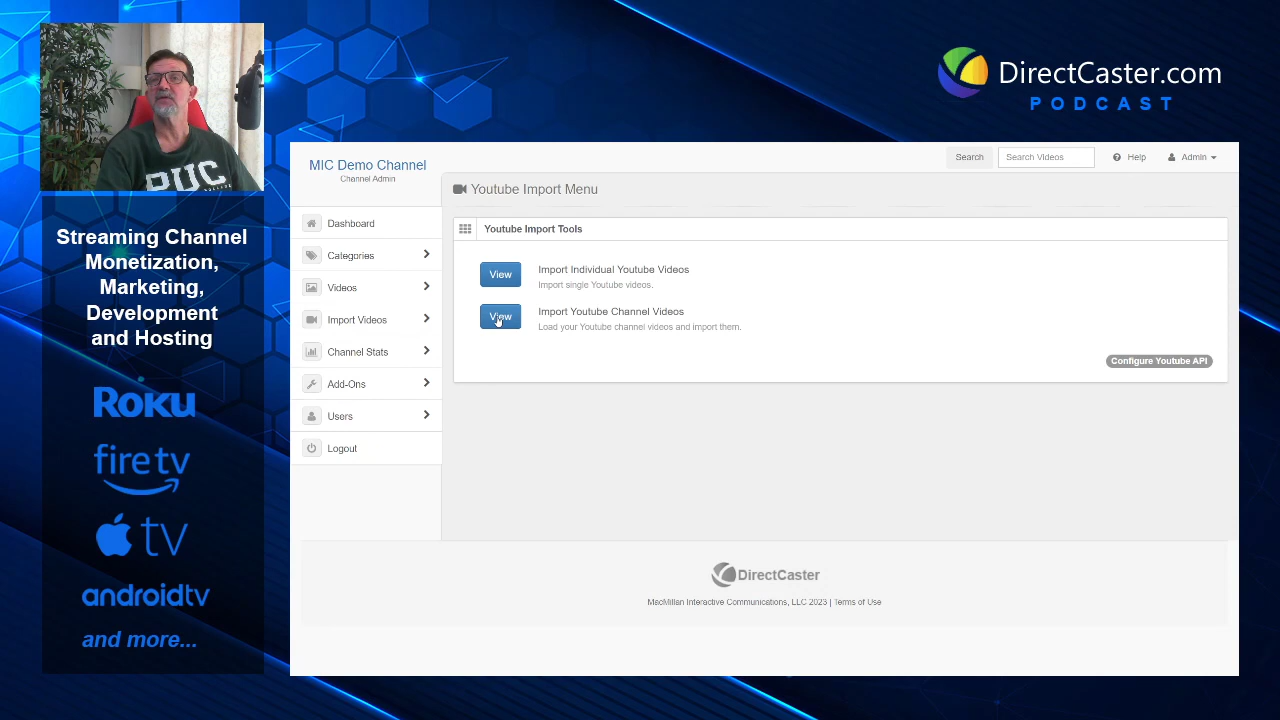 DirectCaster.com
PODCAST
PUC
Streaming Channel
Monetization,
Marketing,
Development
and Hosting
ROKU
fire tv
tv
androidtv
and more...
MIC Demo Channel
Channel Admin
Search
Search Videos
Help
Admin
Dashboard
Categories
Videos
Import Videos
Channel Stats
Add-Ons
Users
Logout
Youtube Import Menu
Youtube Import Tools
View
Import Individual Youtube Videos
Import single Youtube videos.
View
Import Youtube Channel Videos
Load your Youtube channel videos and import them.
Configure Youtube API
DirectCaster
MacMillan Interactive Communications, LLC 2023 | Terms of Use